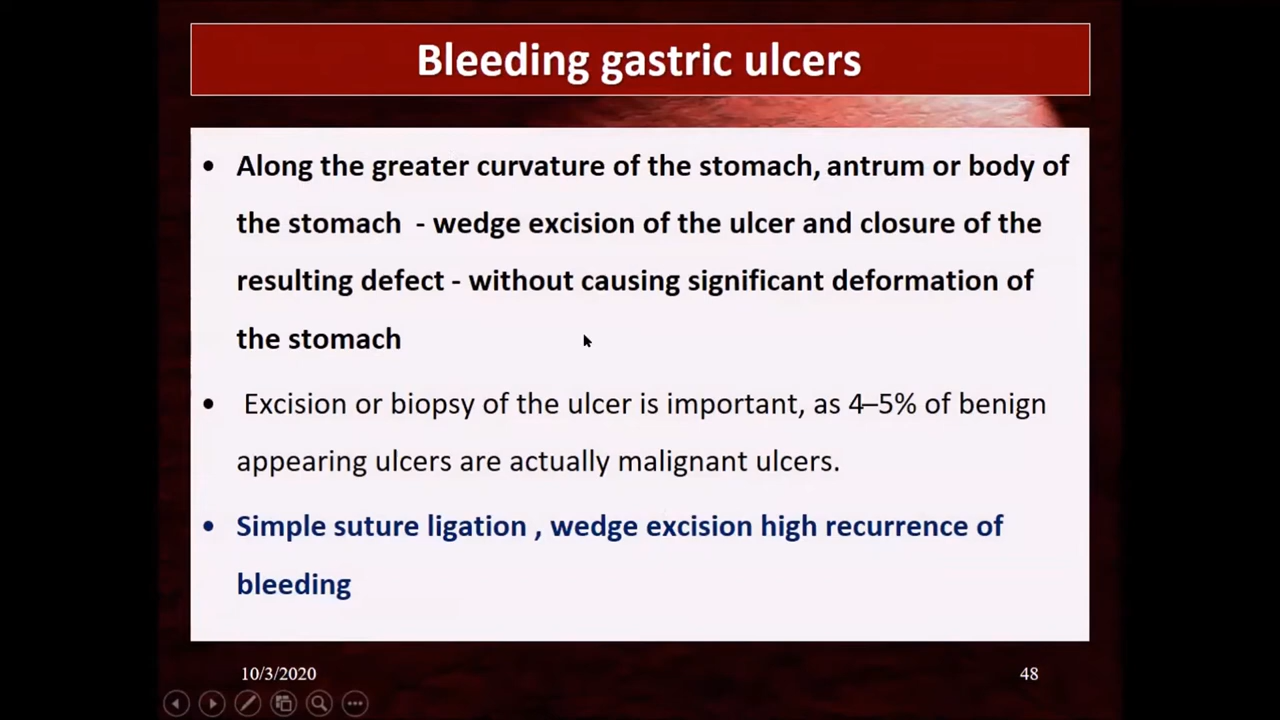 Bleeding gastric ulcers
• Along the greater curvature of the stomach, antrum or body of
the stomach - wedge excision of the ulcer and closure of the
resulting defect - without causing significant deformation of
the stomach
• Excision or biopsy of the ulcer is important, as 4–5% of benign
appearing ulcers are actually malignant ulcers.
• Simple suture ligation , wedge excision high recurrence of
bleeding
10/3/2020
48